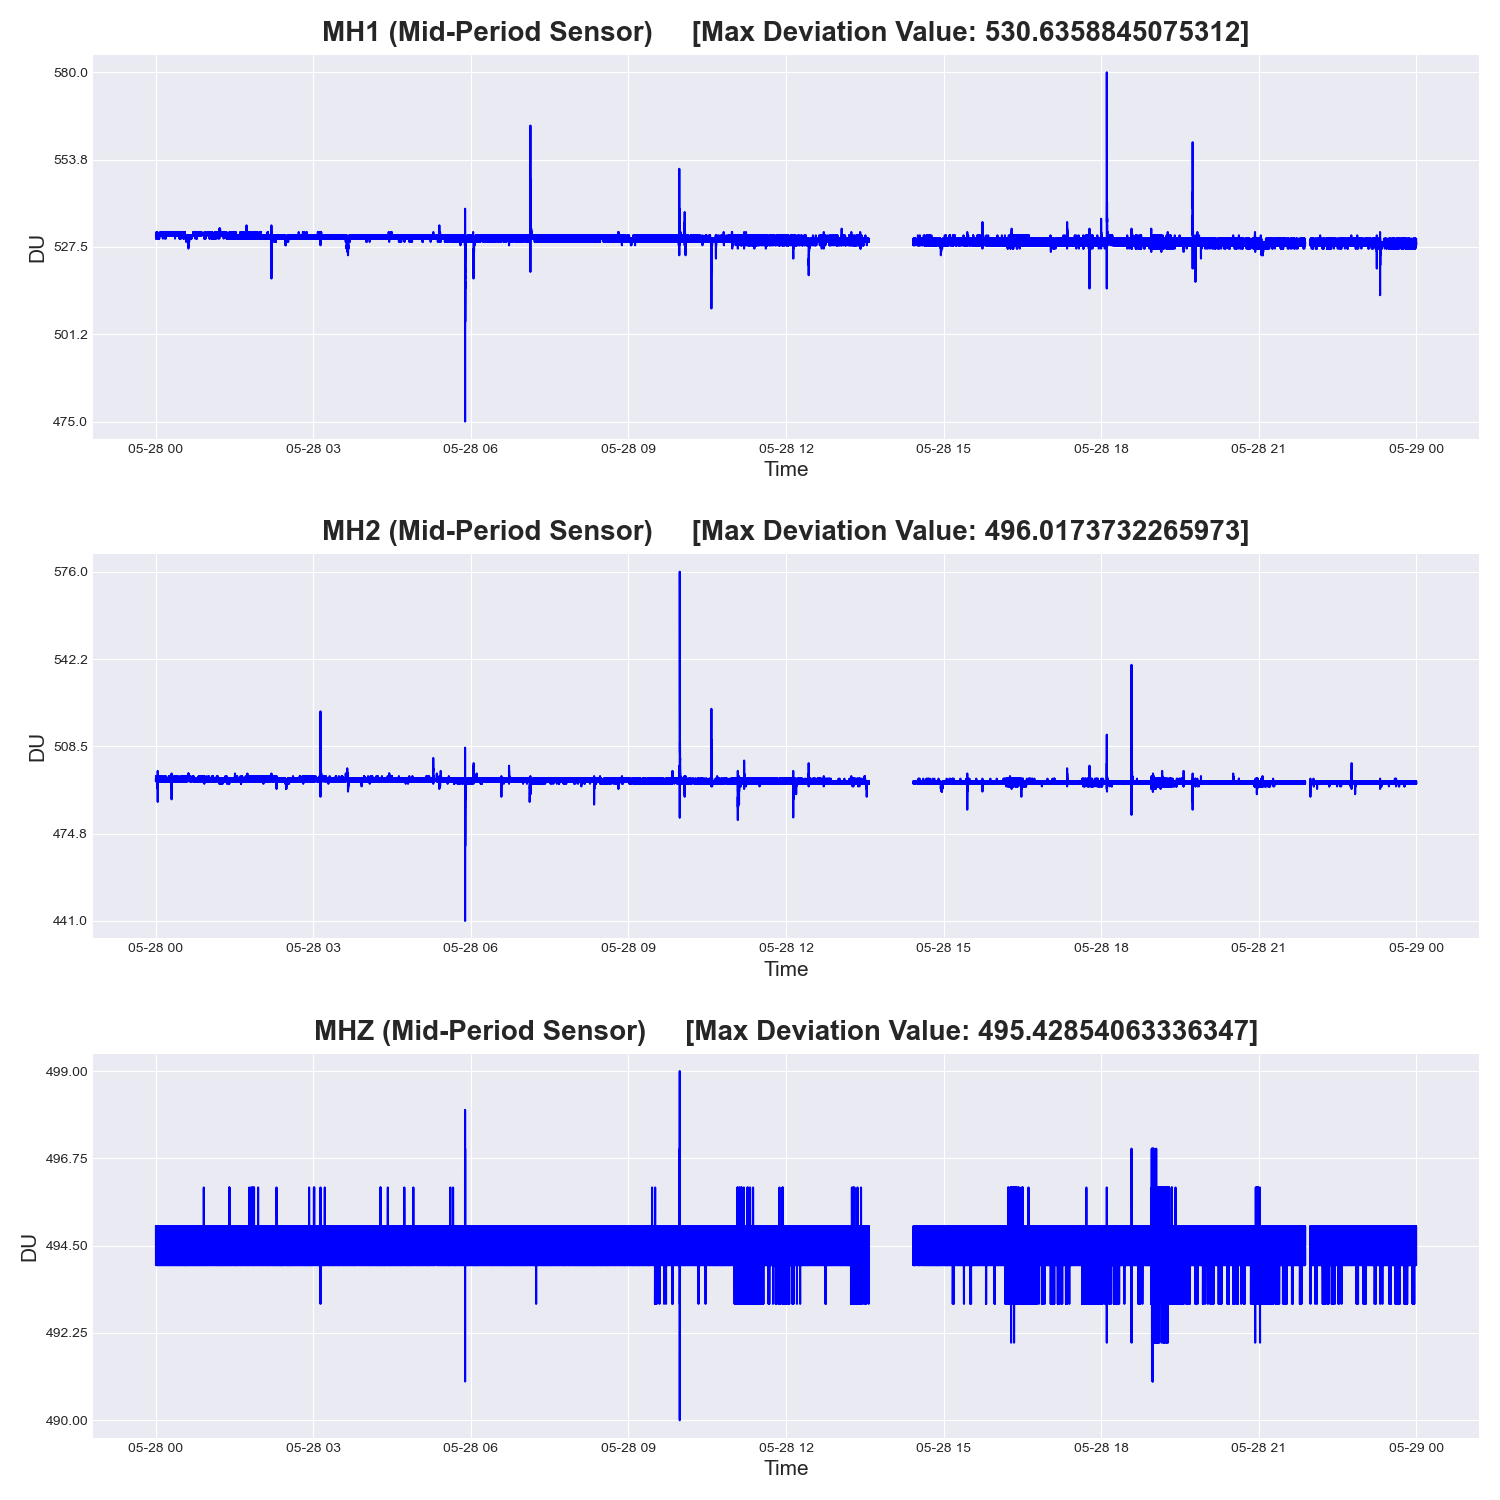 MH1 (Mid-Period Sensor) [Max Deviation Value: 530.6358845075312]
580.0
553.8
527.5
501.2
475.0
DU
05-28 00 05-28 03 05-28 06 05-28 09 05-28 12 05-28 15 05-28 18 05-28 21 05-29 00
Time
MH2 (Mid-Period Sensor) [Max Deviation Value: 496.0173732265973]
576.0
542.2
508.5
474.8
441.0
DU
05-28 00 05-28 03 05-28 06 05-28 09 05-28 12 05-28 15 05-28 18 05-28 21 05-29 00
Time
MHZ (Mid-Period Sensor) [Max Deviation Value: 495.42854063336347]
499.00
496.75
494.50
492.25
490.00
DU
05-28 00 05-28 03 05-28 06 05-28 09 05-28 12 05-28 15 05-28 18 05-28 21 05-29 00
Time